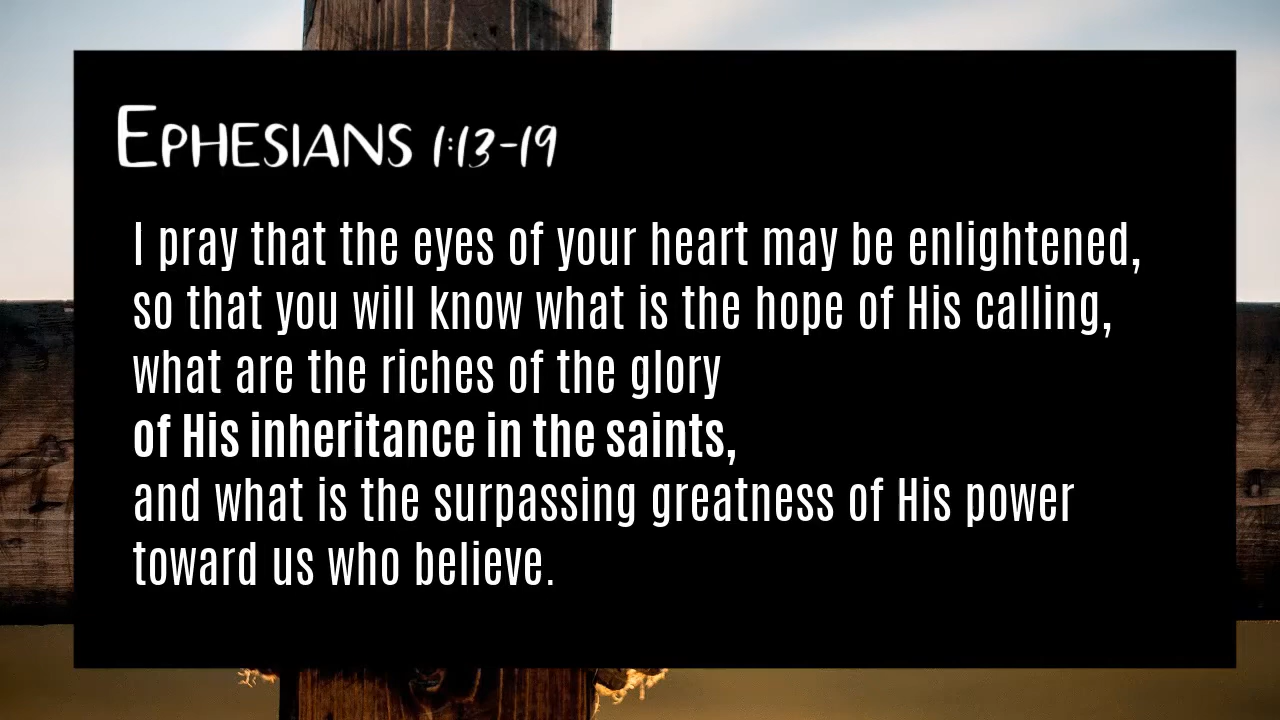 Ephesians 1:13-19
I pray that the eyes of your heart may be enlightened,
so that you will know what is the hope of His calling,
what are the riches of the glory
of His inheritance in the saints,
and what is the surpassing greatness of His power
toward us who believe.